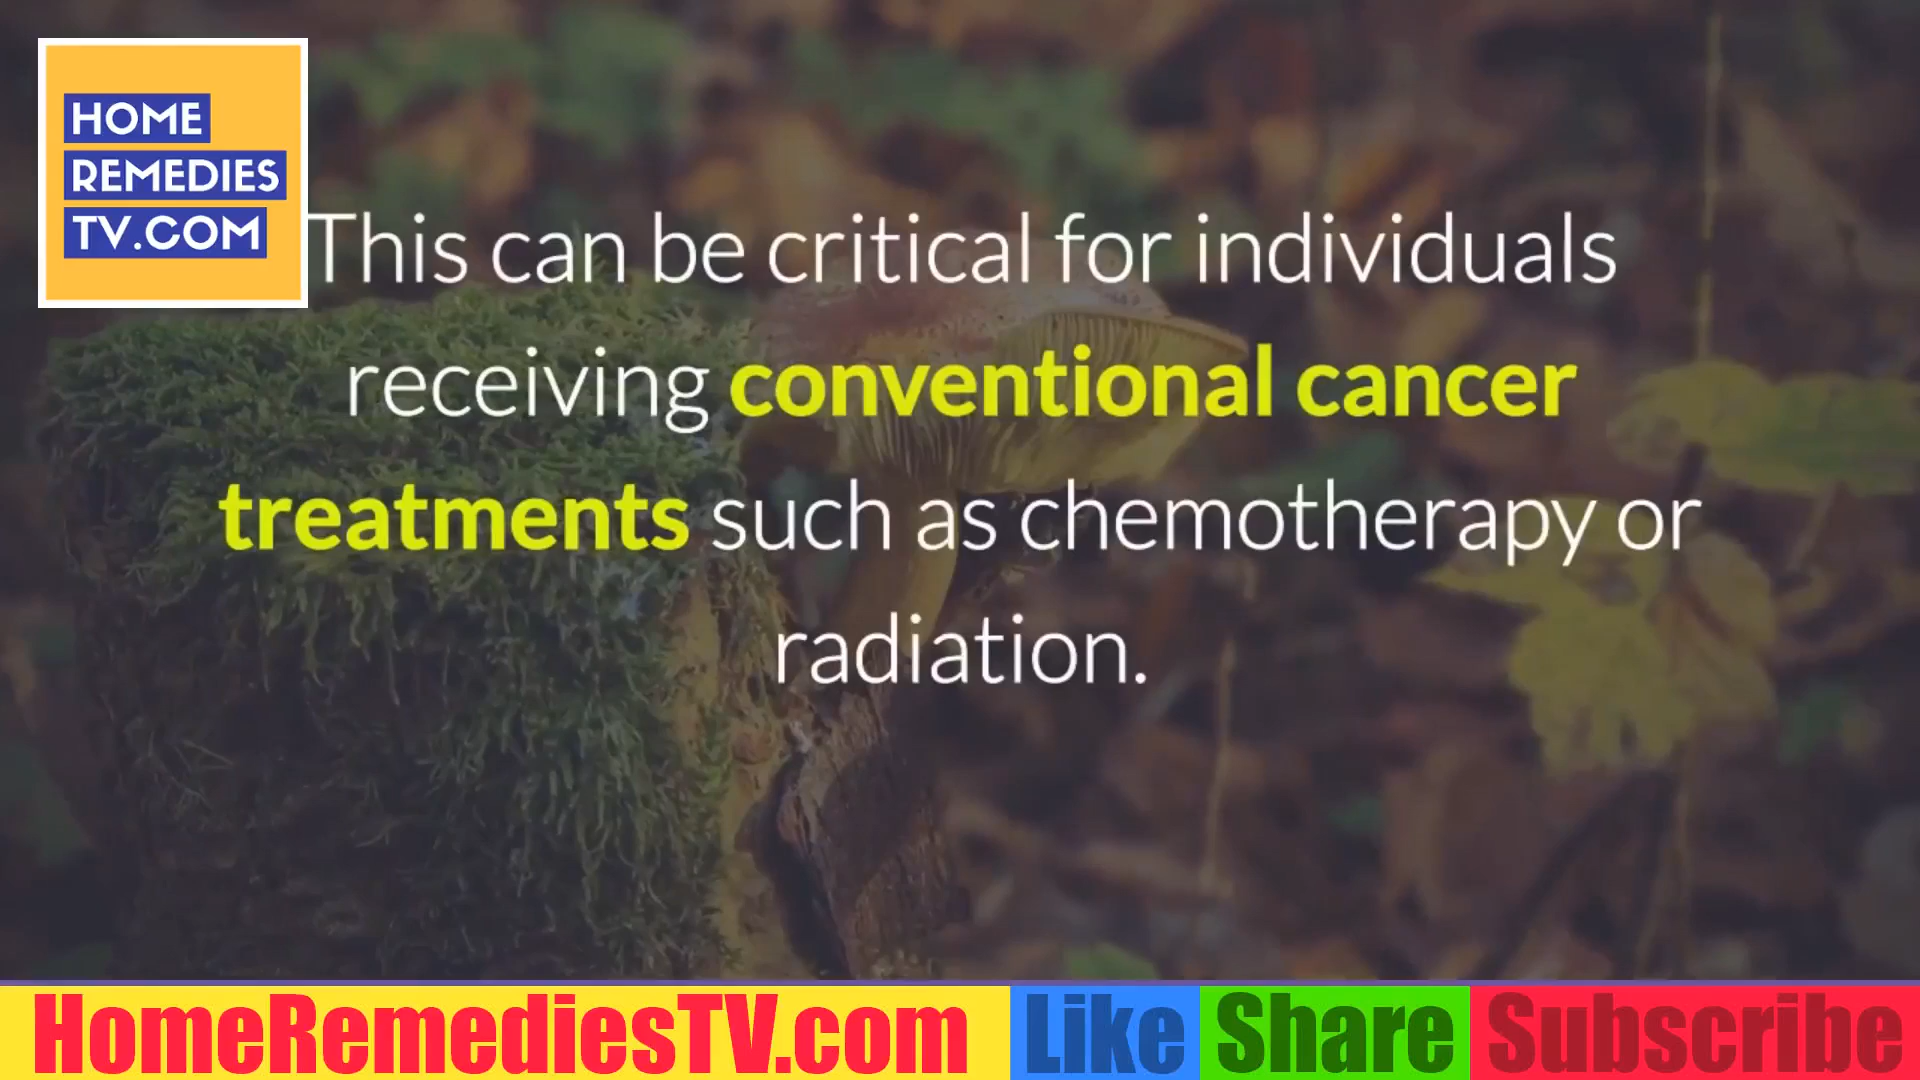 HOME
REMEDIES
TV.COM
This can be critical for individuals
receiving conventional cancer
treatments such as chemotherapy or
radiation.
HomeRemediesTV.com Like Share Subscribe